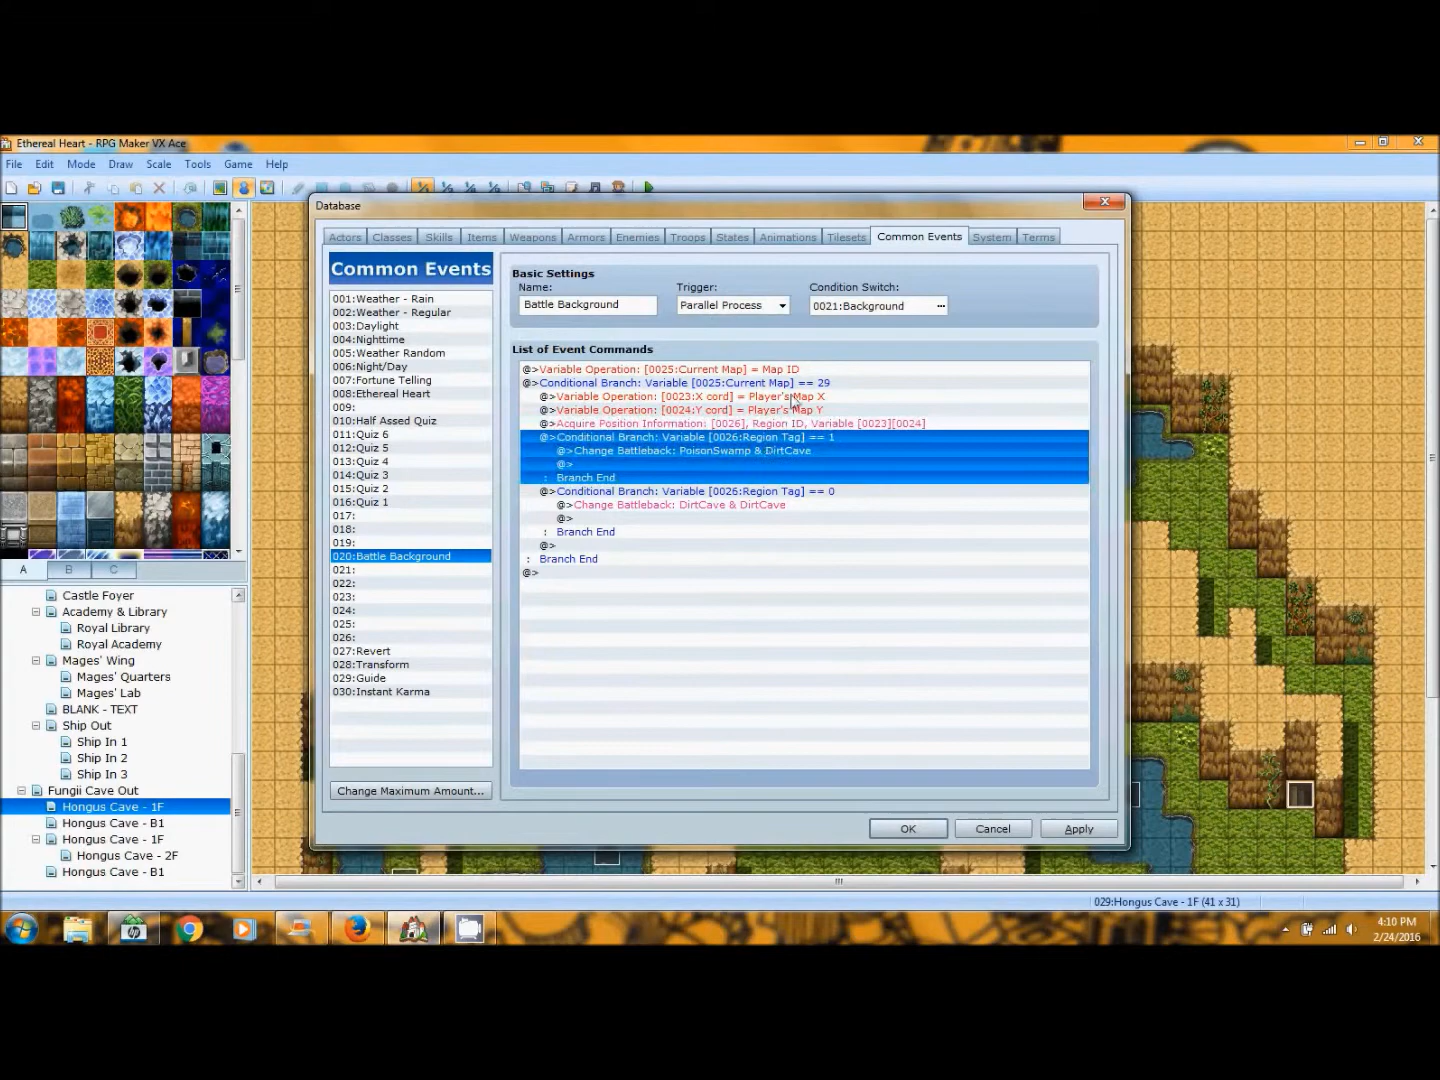 Ethereal Heart - RPG Maker VX Ace
File Edit Mode Draw Scale Tools Game Help
Database
Actors Classes Skills Items Weapons Armors Enemies Troops States Animations Tilesets Common Events System Terms
Common Events
001:Weather - Rain
002:Weather - Regular
003:Daylight
004:Nighttime
005:Weather Random
006:Night/Day
007:Fortune Telling
008:Ethereal Heart
009:
010:Half Assed Quiz
011:Quiz 6
012:Quiz 5
013:Quiz 4
014:Quiz 3
015:Quiz 2
016:Quiz 1
017:
018:
019:
020:Battle Background
021:
022:
023:
024:
025:
026:
027:Revert
028:Transform
029:Guide
030:Instant Karma
Change Maximum Amount...
Basic Settings
Name: Trigger: Condition Switch:
Battle Background Parallel Process 0021:Background ...
List of Event Commands
@>Variable Operation: [0025:Current Map] = Map ID
@>Conditional Branch: Variable [0025:Current Map] == 29
@>Variable Operation: [0023:X cord] = Player's Map X
@>Variable Operation: [0024:Y cord] = Player's Map Y
@>Acquire Position Information: [0026], Region ID, Variable [0023][0024]
@>Conditional Branch: Variable [0026:Region Tag] == 1
@>Change Battleback: PoisonSwamp & DirtCave
@>
: Branch End
@>Conditional Branch: Variable [0026:Region Tag] == 0
@>Change Battleback: DirtCave & DirtCave
@>
: Branch End
@>
: Branch End
@>
OK Cancel Apply
A B C
Castle Foyer
Academy & Library
Royal Library
Royal Academy
Mages' Wing
Mages' Quarters
Mages' Lab
BLANK - TEXT
Ship Out
Ship In 1
Ship In 2
Ship In 3
Fungii Cave Out
Hongus Cave - 1F
Hongus Cave - B1
Hongus Cave - 1F
Hongus Cave - 2F
Hongus Cave - B1
029:Hongus Cave - 1F (41 x 31)
4:10 PM
2/24/2016